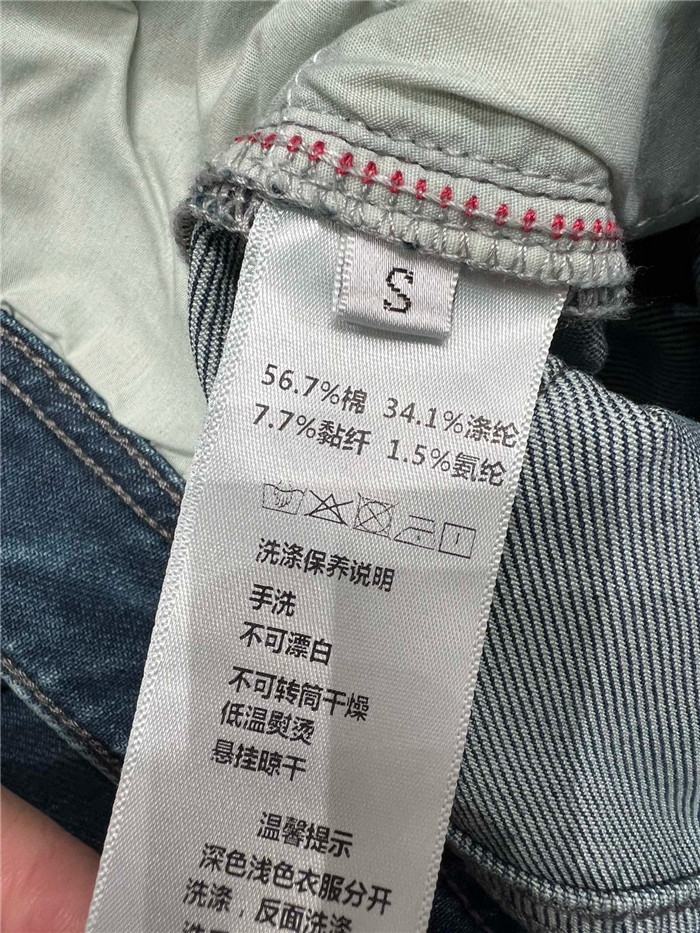 S
56.7%棉 34.1%涤纶
7.7%黏纤 1.5%氨纶
洗涤保养说明
手洗
不可漂白
不可转筒干燥
低温熨烫
悬挂晾干
温馨提示
深色浅色衣服分开
洗涤，反面洗涤